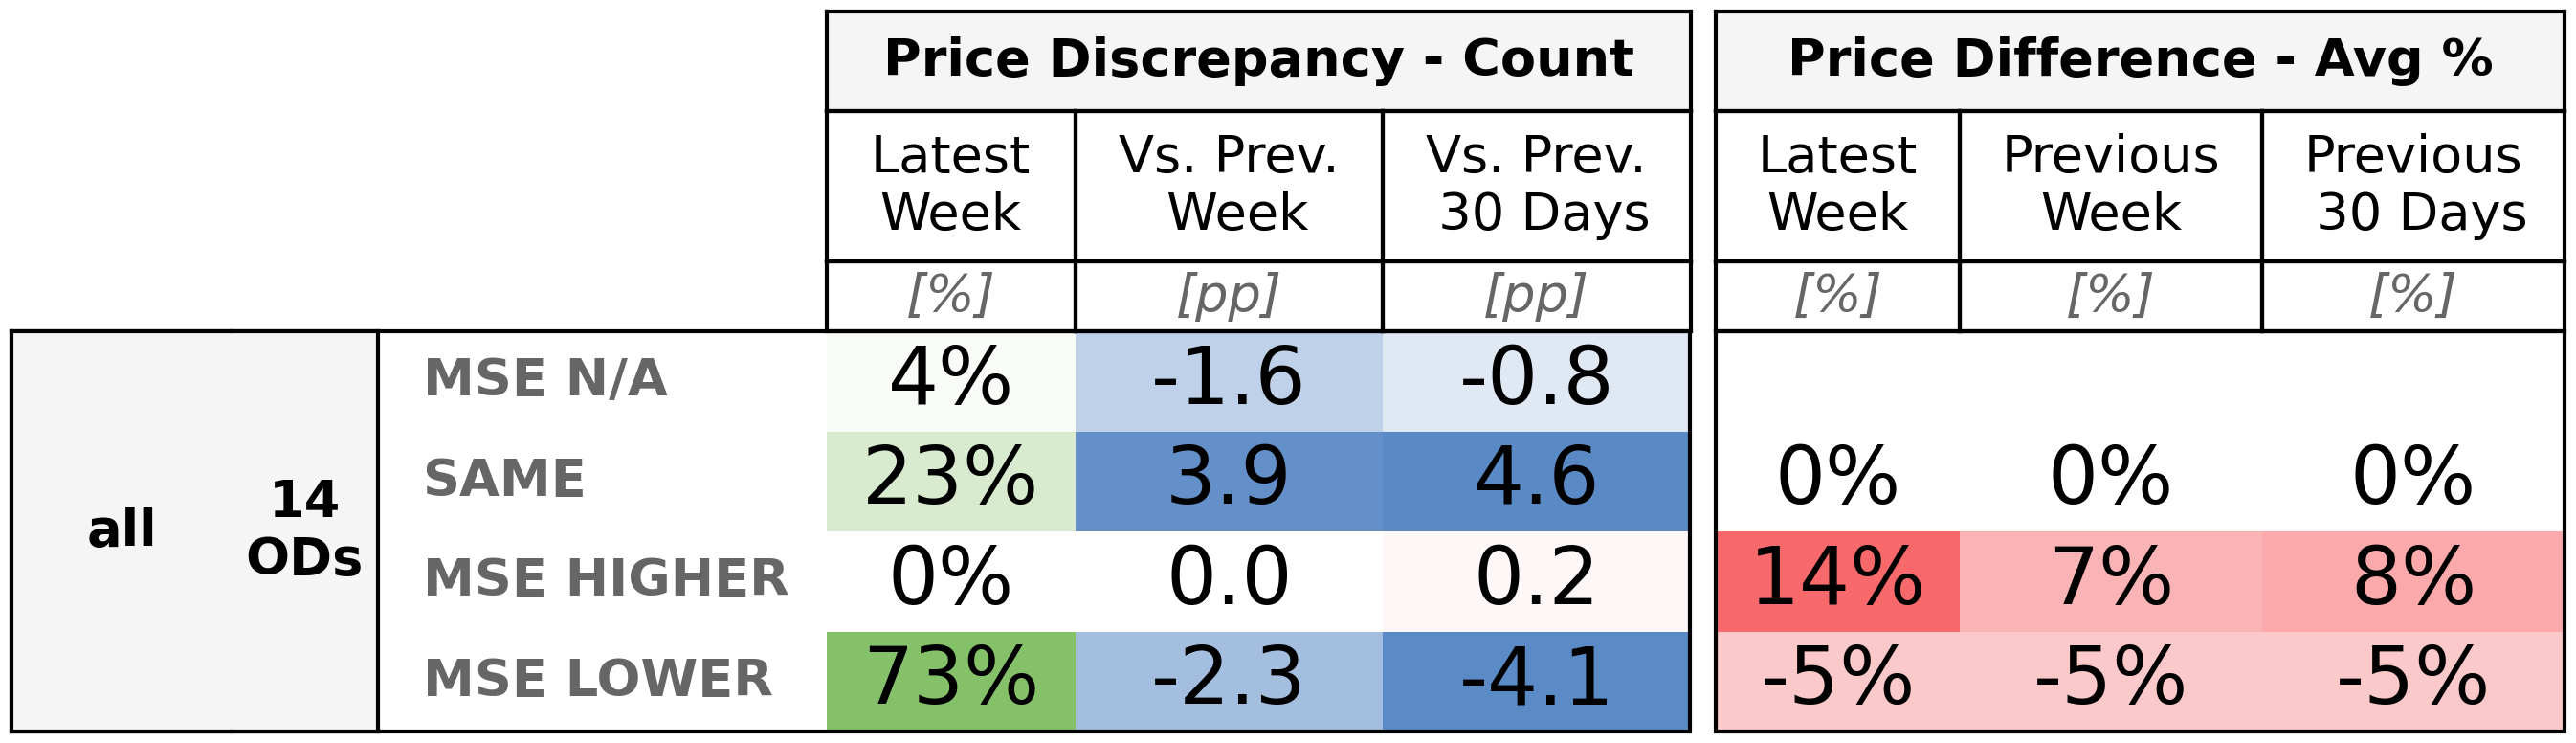 Price Discrepancy - Count Price Difference - Avg %
Latest Week Vs. Prev. Week Vs. Prev. 30 Days Latest Week Previous Week Previous 30 Days
[%] [pp] [pp] [%] [%] [%]
all 14 ODs
MSE N/A 4% -1.6 -0.8
SAME 23% 3.9 4.6 0% 0% 0%
MSE HIGHER 0% 0.0 0.2 14% 7% 8%
MSE LOWER 73% -2.3 -4.1 -5% -5% -5%